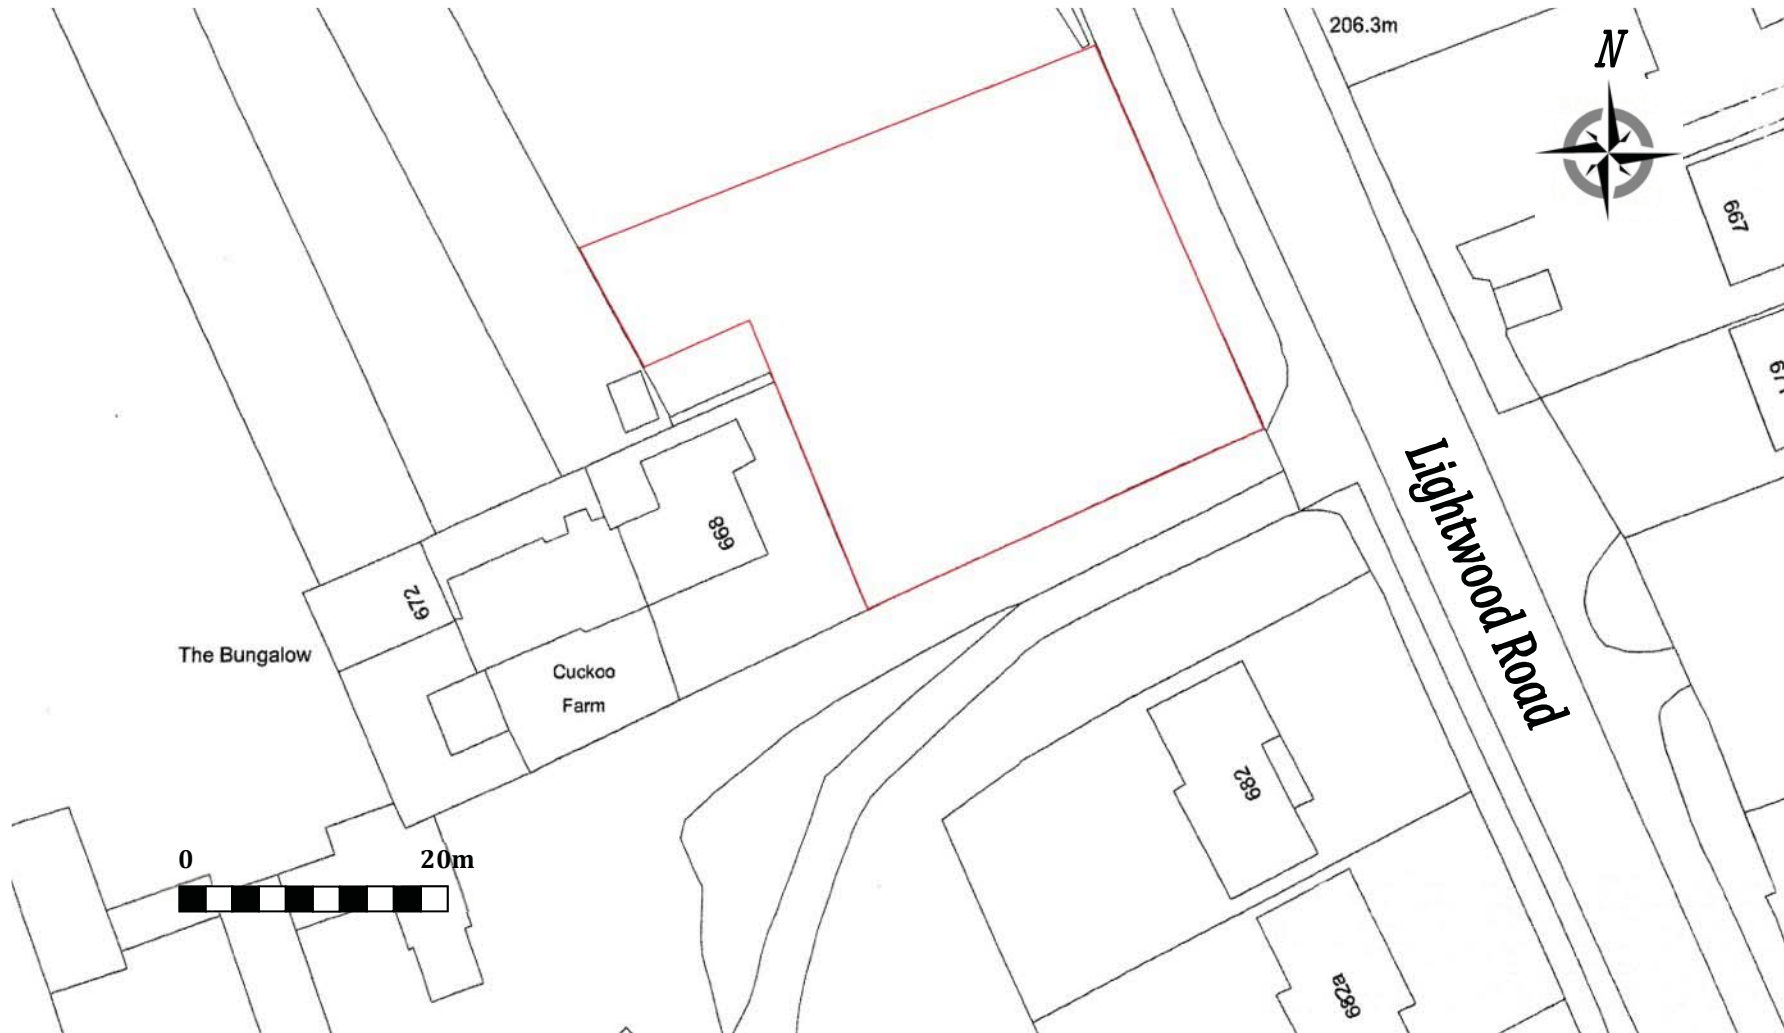 206.3m
N
667
Lightwood Road
668
672
The Bungalow
Cuckoo
Farm
682
0 20m
682a